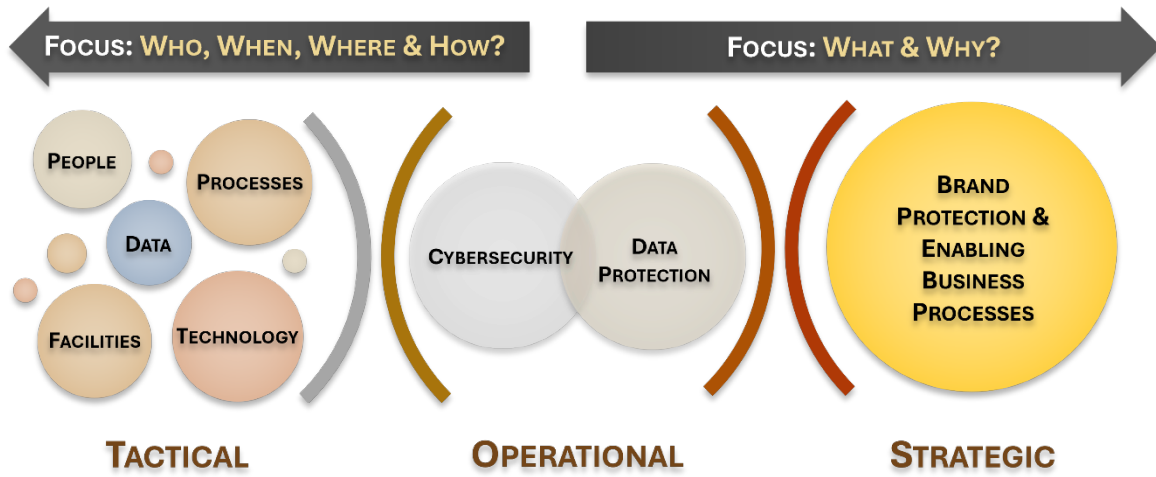 FOCUS: WHO, WHEN, WHERE & HOW?
FOCUS: WHAT & WHY?
PEOPLE
PROCESSES
DATA
FACILITIES
TECHNOLOGY
CYBERSECURITY
DATA
PROTECTION
BRAND
PROTECTION &
ENABLING
BUSINESS
PROCESSES
TACTICAL
OPERATIONAL
STRATEGIC